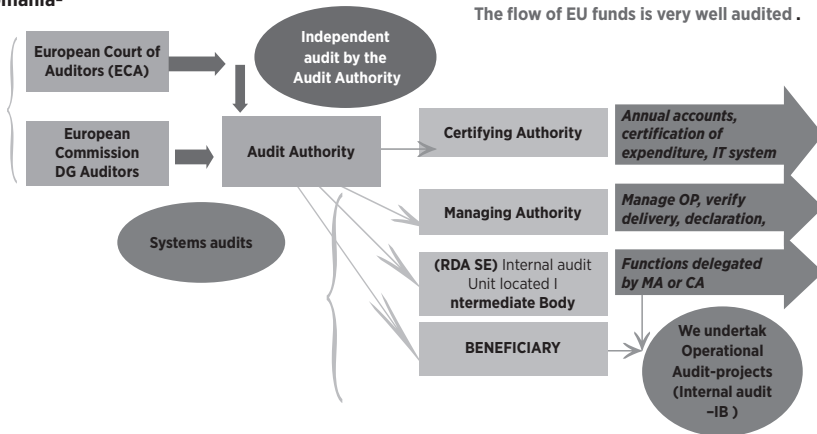 omania-
The flow of EU funds is very well audited .
European Court of
Auditors (ECA)
Independent
audit by the
Audit Authority
European
Commission
DG Auditors
Audit Authority
Certifying Authority
Annual accounts,
certification of
expenditure, IT system
Systems audits
Managing Authority
Manage OP, verify
delivery, declaration,
(RDA SE) Internal audit
Unit located I
ntermediate Body
Functions delegated
by MA or CA
BENEFICIARY
We undertak
Operational
Audit-projects
(Internal audit
–IB )